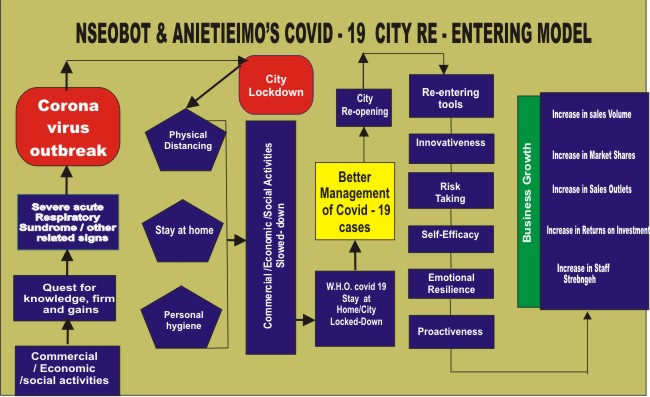 NSEOBOT & ANIETIEIMO'S COVID - 19 CITY RE - ENTERING MODEL
Corona
virus
outbreak
Severe acute
Respiratory
Sundrome / other
related signs
Quest for
knowledge, firm
and gains
Commercial
/ Economic
/social activities
City
Lockdown
Physical
Distancing
Stay at home
Personal
hygiene
Commercial /Economic /Social Activities
Slowed- down
City
Re-opening
Better
Management
of Covid - 19
cases
W.H.O. covid 19
Stay at
Home/City
Locked-Down
Re-entering
tools
Innovativeness
Risk
Taking
Self-Efficacy
Emotional
Resilience
Proactiveness
Business Growth
Increase in sales Volume
Increase in Market Shares
Increase in Sales Outlets
Increase in Returns on Investment
Increase in Staff
Strebngeh